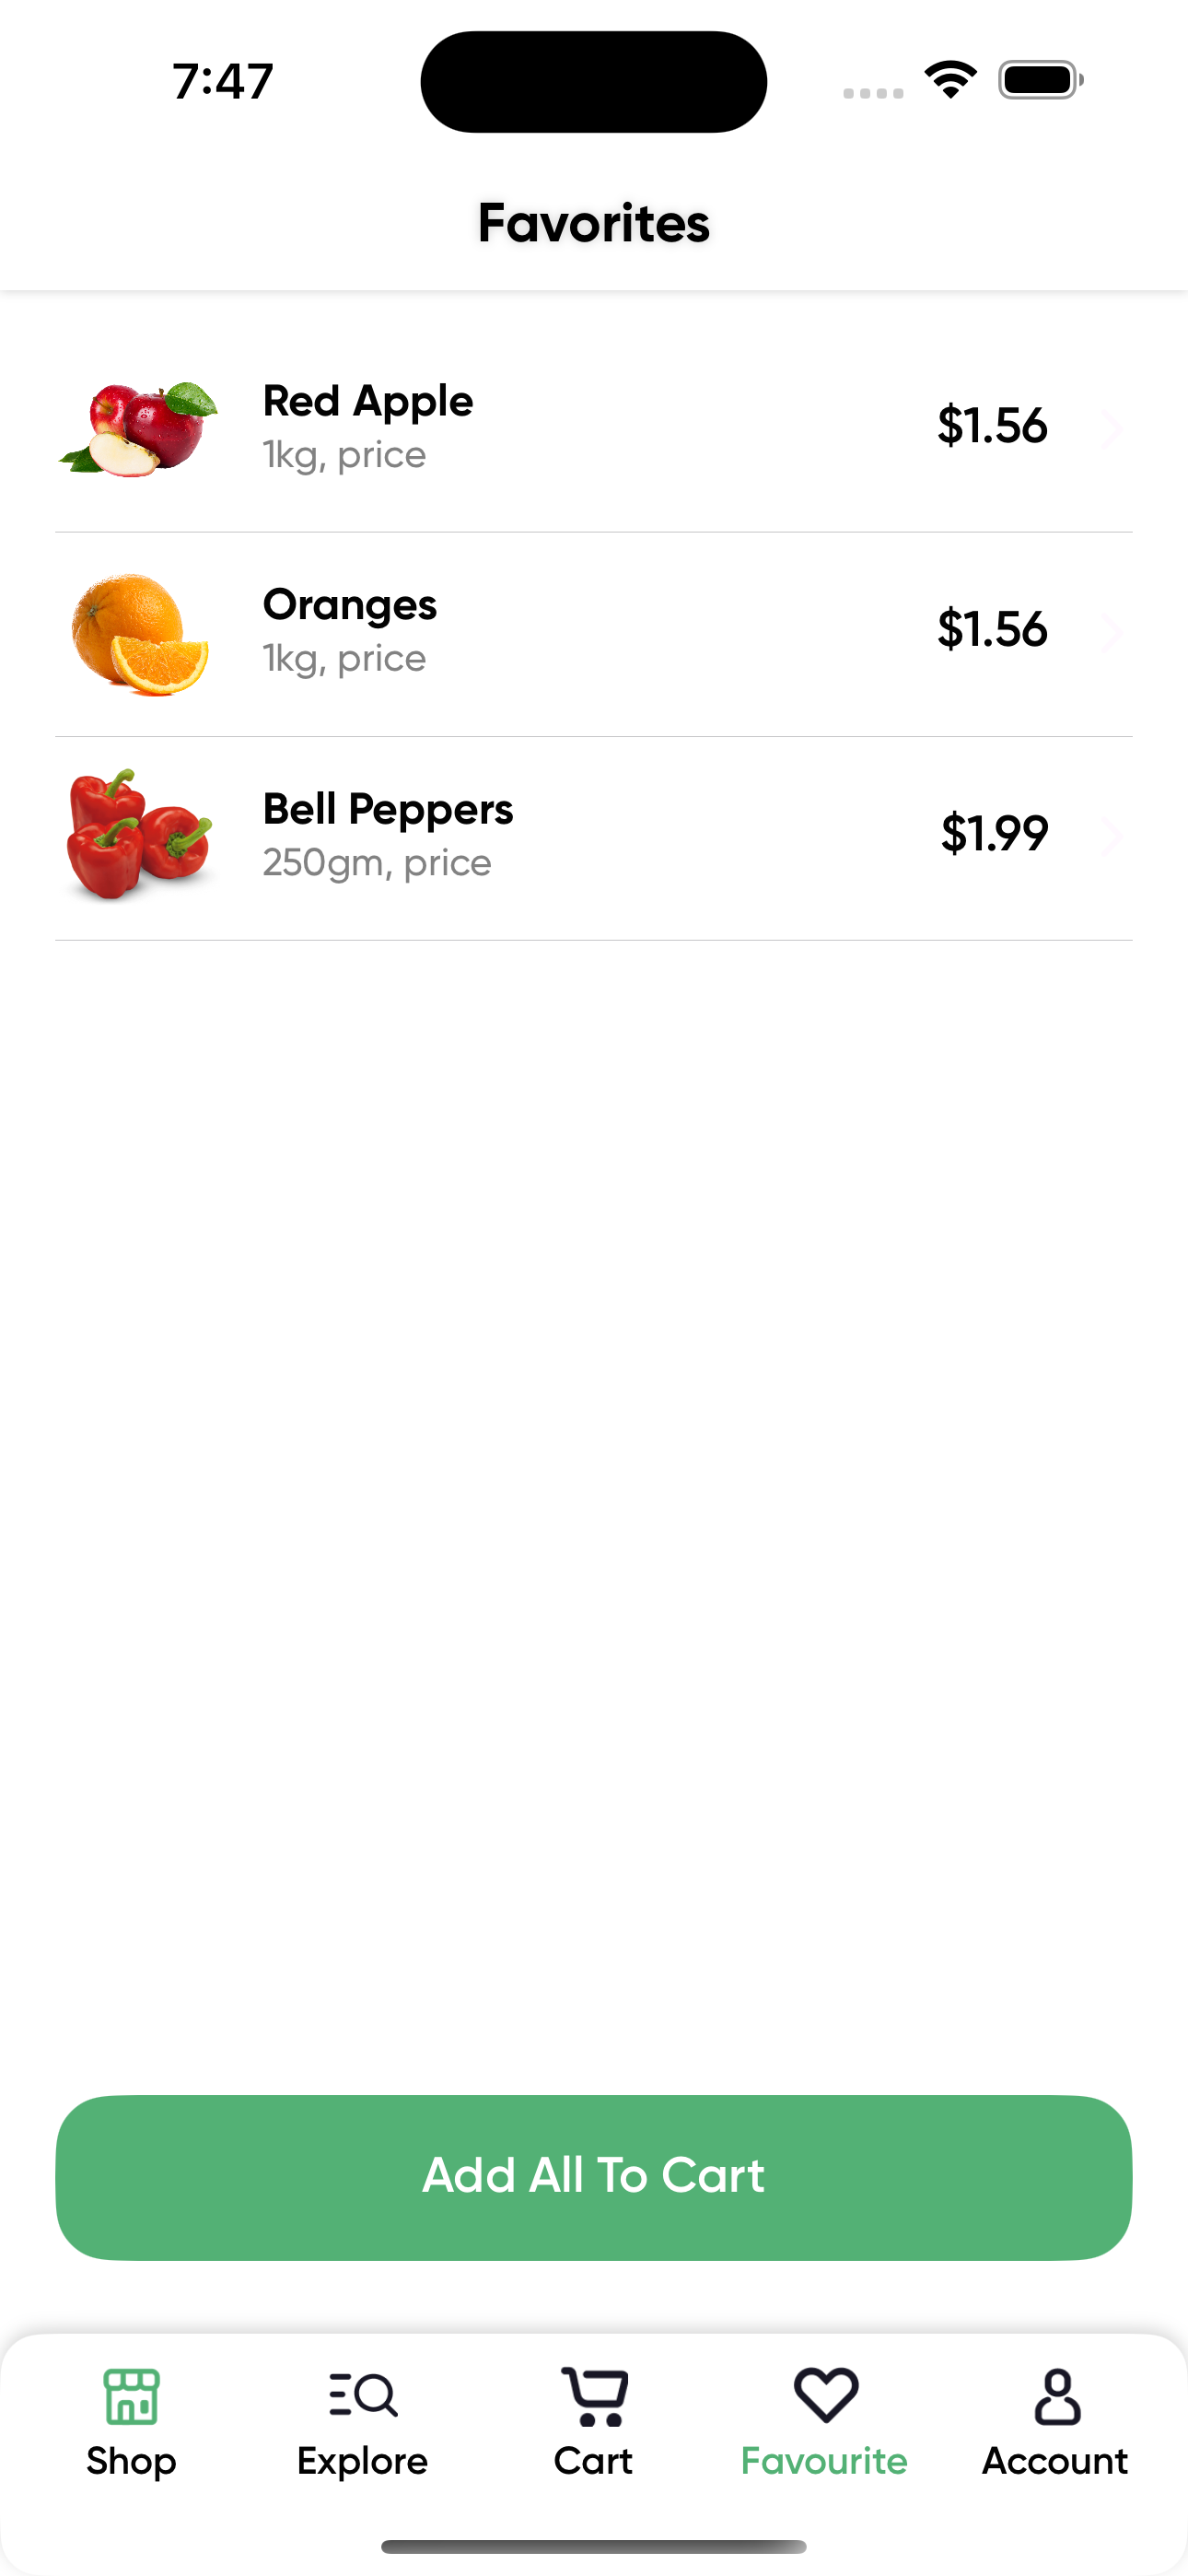 7:47
Favorites
Red Apple
1kg, price
$1.56
Oranges
1kg, price
$1.56
Bell Peppers
250gm, price
$1.99
Add All To Cart
Shop
Explore
Cart
Favourite
Account